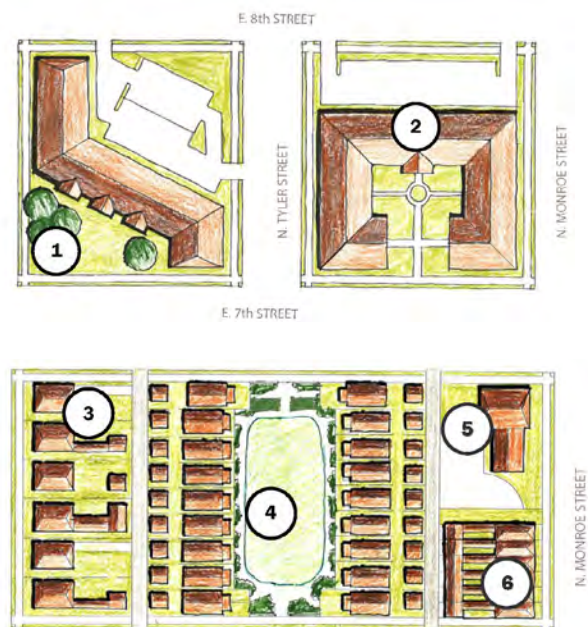 E. 8th STREET
2
N. TYLER STREET
N. MONROE STREET
1
E. 7th STREET
3
5
4
N. MONROE STREET
6